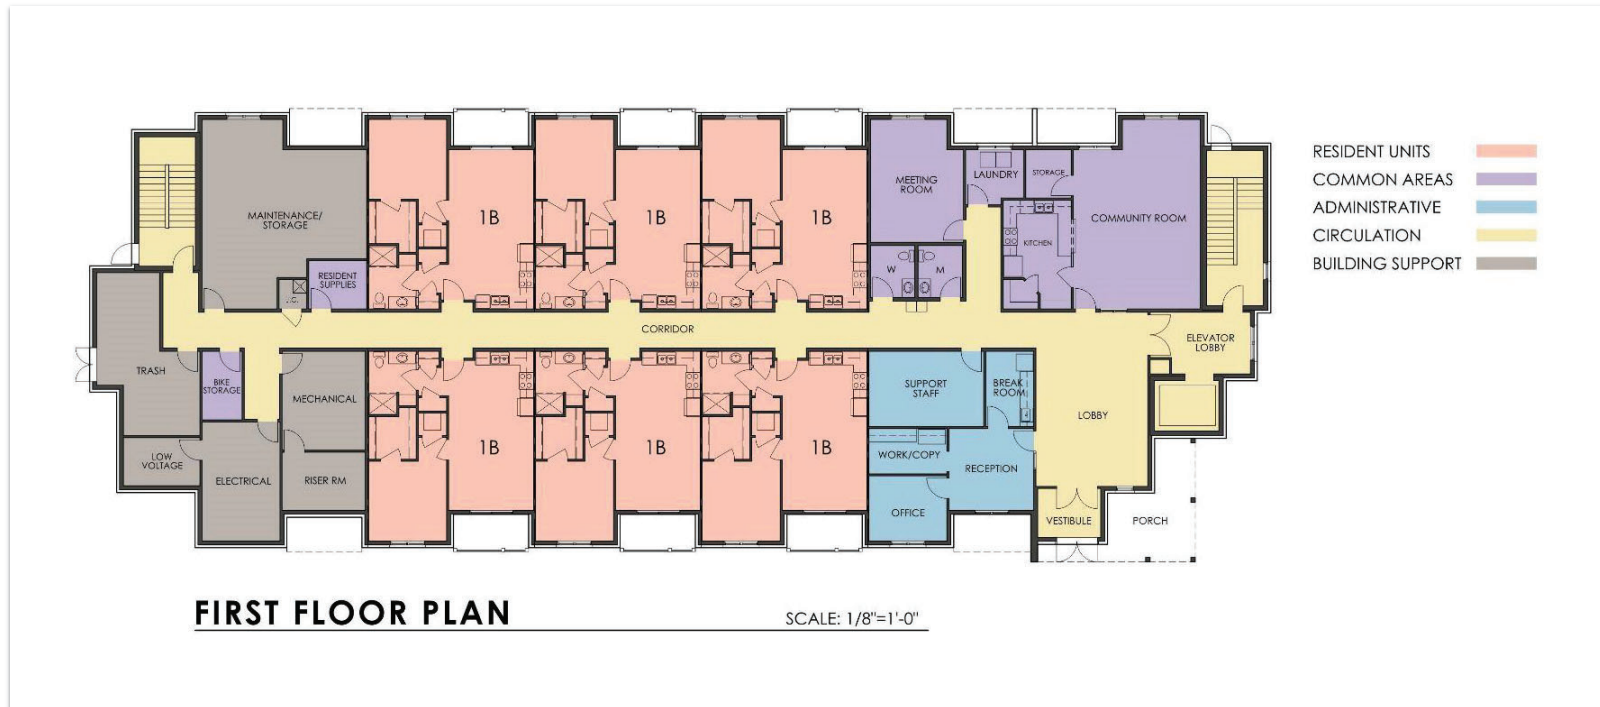 RESIDENT UNITS
COMMON AREAS
ADMINISTRATIVE
CIRCULATION
BUILDING SUPPORT
MAINTENANCE/
STORAGE
RESIDENT
SUPPLIES
J.C.
1B
1B
1B
MEETING
ROOM
LAUNDRY
STORAGE
COMMUNITY ROOM
KITCHEN
W
M
CORRIDOR
ELEVATOR
LOBBY
TRASH
BIKE
STORAGE
MECHANICAL
LOW
VOLTAGE
ELECTRICAL
RISER RM
1B
1B
1B
SUPPORT
STAFF
BREAK
ROOM
LOBBY
WORK/COPY
RECEPTION
OFFICE
VESTIBULE
PORCH
FIRST FLOOR PLAN
SCALE: 1/8"=1'-0"